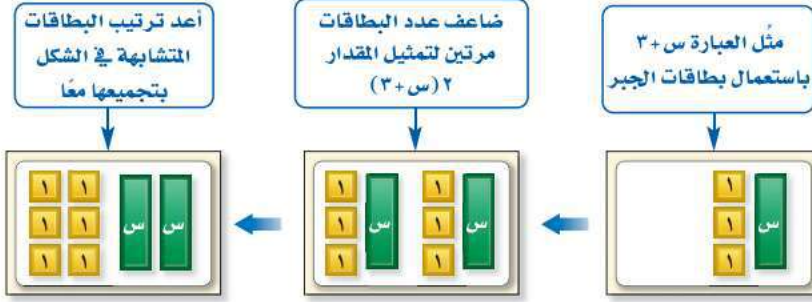 مثّل العبارة س+٣
باستعمال بطاقات الجبر
ضاعف عدد البطاقات
مرتين لتمثيل المقدار
٢(س+٣)
أعد ترتيب البطاقات
المتشابهة في الشكل
بتجميعها معًا
س ١
١
١
س ١ س ١
١ ١
١ ١
س س ١ ١
١ ١
١ ١